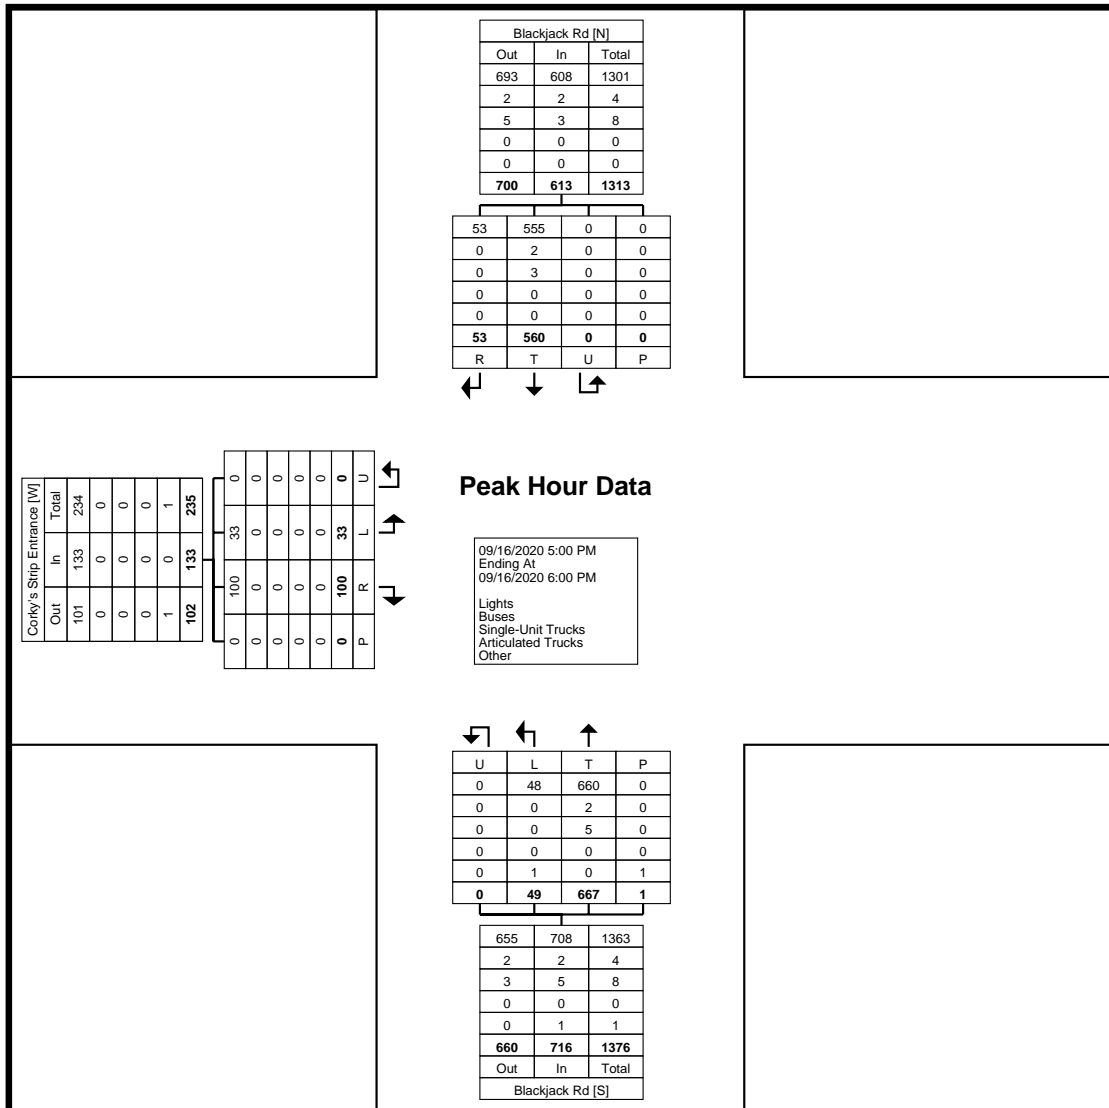 Blackjack Rd [N]
Out In Total
693 608 1301
2 2 4
5 3 8
0 0 0
0 0 0
700 613 1313
53 555 0 0
0 2 0 0
0 3 0 0
0 0 0 0
0 0 0 0
53 560 0 0
R T U P
Corky's Strip Entrance [W]
Out In Total
101 133 234
0 0 0
0 0 0
0 0 0
1 0 1
102 133 235
0 100 33 0
0 0 0 0
0 0 0 0
0 0 0 0
0 0 0 0
0 100 33 0
P R L U
Peak Hour Data
09/16/2020 5:00 PM
Ending At
09/16/2020 6:00 PM
Lights
Buses
Single-Unit Trucks
Articulated Trucks
Other
U L T P
0 48 660 0
0 0 2 0
0 0 5 0
0 0 0 0
0 1 0 1
0 49 667 1
655 708 1363
2 2 4
3 5 8
0 0 0
0 1 1
660 716 1376
Out In Total
Blackjack Rd [S]